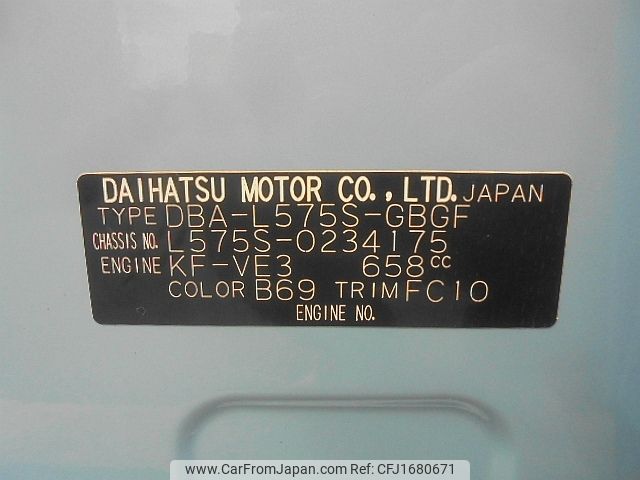 DAIHATSU MOTOR CO.,LTD. JAPAN
TYPE DBA-L575S-GBGF
CHASSIS NO. L575S-0234175
ENGINE KF-VE3 658cc
COLOR B69 TRIM FC10
ENGINE NO.
www.CarFromJapan.com - CFJ1680671